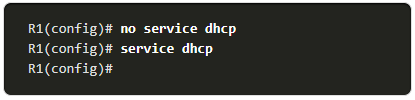 R1(config)# no service dhcp
R1(config)# service dhcp
R1(config)#